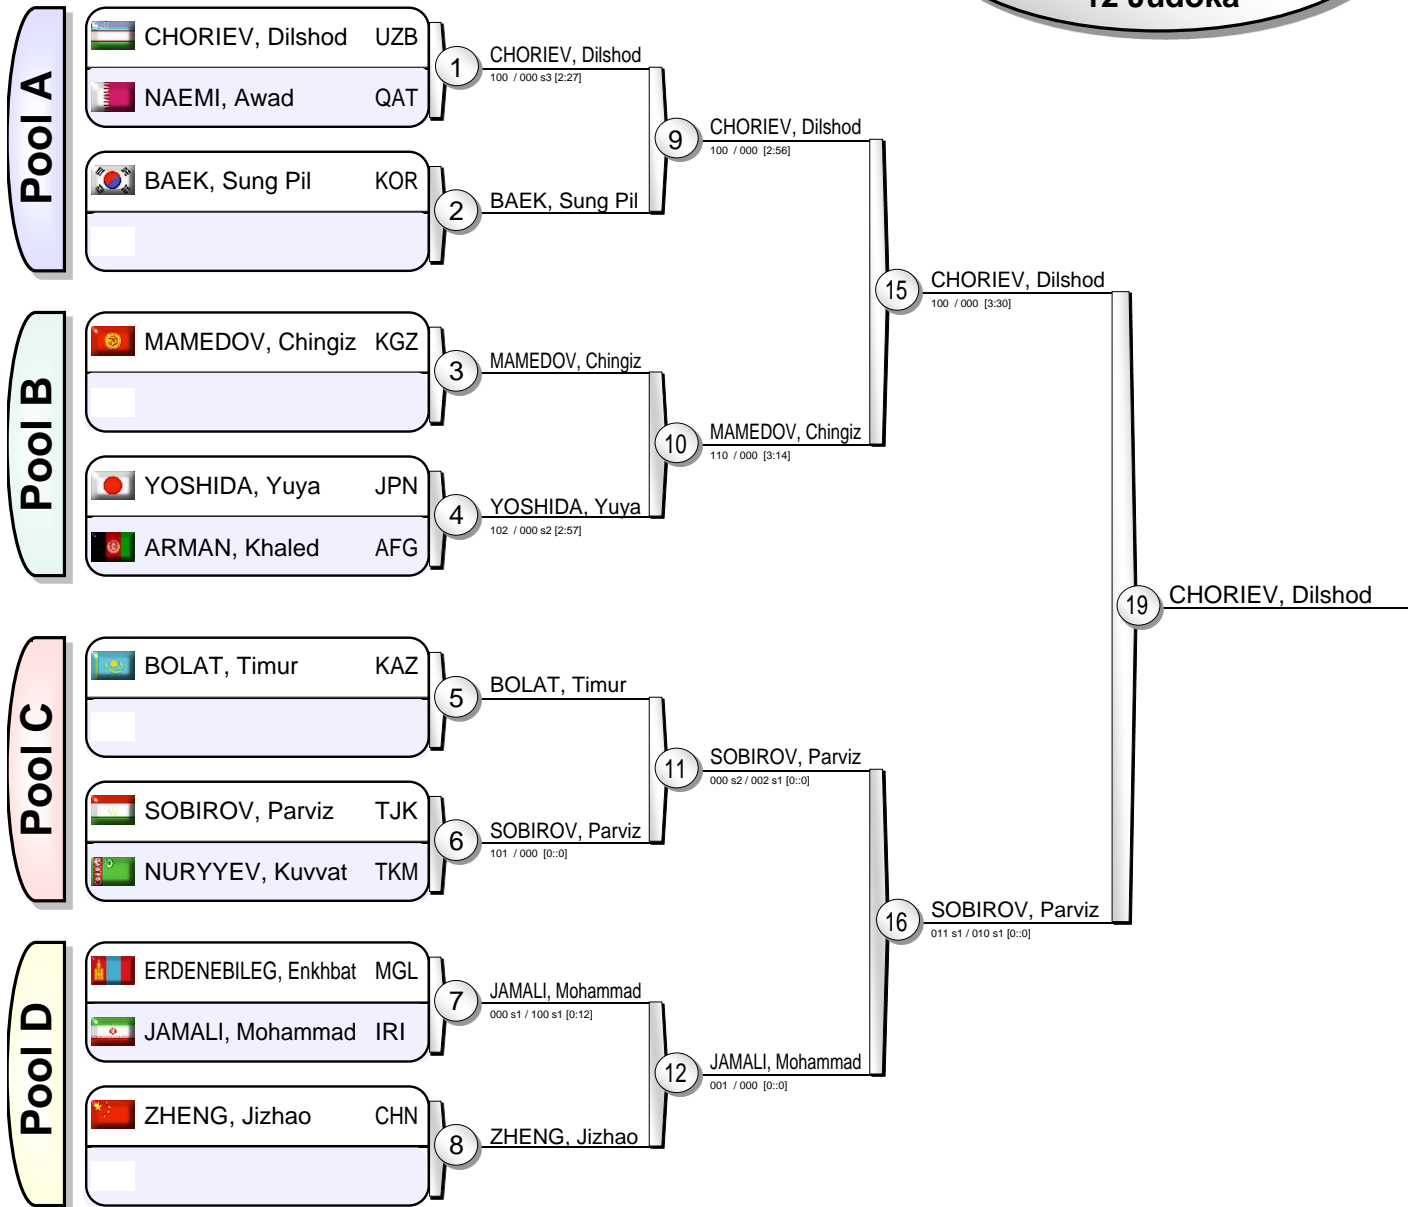 12 Judoka
Pool A
CHORIEV, Dilshod UZB
NAEMI, Awad QAT
BAEK, Sung Pil KOR
1
CHORIEV, Dilshod
100 / 000 s3 [2:27]
2
BAEK, Sung Pil
9
CHORIEV, Dilshod
100 / 000 [2:56]
Pool B
MAMEDOV, Chingiz KGZ
YOSHIDA, Yuya JPN
ARMAN, Khaled AFG
3
MAMEDOV, Chingiz
4
YOSHIDA, Yuya
102 / 000 s2 [2:57]
10
MAMEDOV, Chingiz
110 / 000 [3:14]
15
CHORIEV, Dilshod
100 / 000 [3:30]
Pool C
BOLAT, Timur KAZ
SOBIROV, Parviz TJK
NURYYEV, Kuvvat TKM
5
BOLAT, Timur
6
SOBIROV, Parviz
101 / 000 [0::0]
11
SOBIROV, Parviz
000 s2 / 002 s1 [0::0]
Pool D
ERDENEBILEG, Enkhbat MGL
JAMALI, Mohammad IRI
ZHENG, Jizhao CHN
7
JAMALI, Mohammad
000 s1 / 100 s1 [0:12]
8
ZHENG, Jizhao
12
JAMALI, Mohammad
001 / 000 [0::0]
16
SOBIROV, Parviz
011 s1 / 010 s1 [0::0]
19
CHORIEV, Dilshod